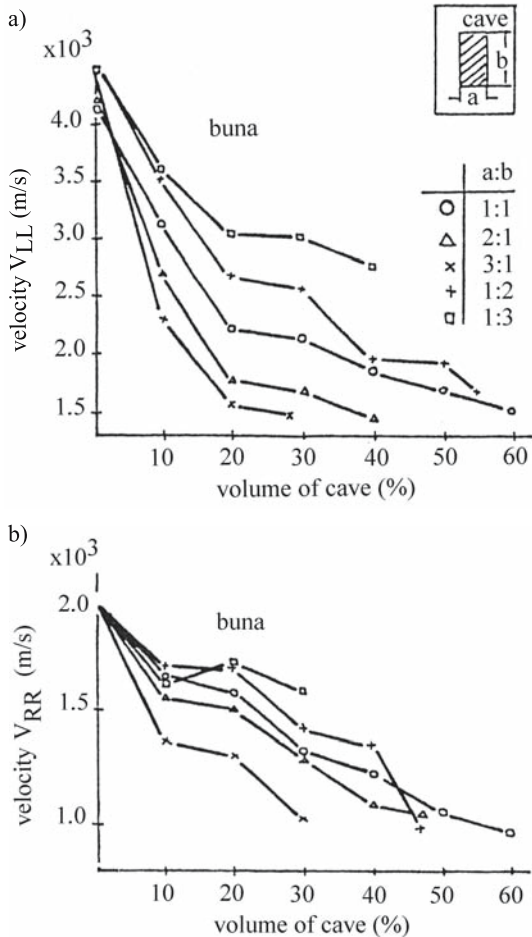 a)
x10³
cave
b
a
buna
4.0
3.5
3.0
2.5
2.0
1.5
velocity V_LL (m/s)
a:b
1:1
2:1
3:1
1:2
1:3
10 20 30 40 50 60
volume of cave (%)
b)
x10³
buna
2.0
1.5
1.0
velocity V_RR (m/s)
10 20 30 40 50 60
volume of cave (%)